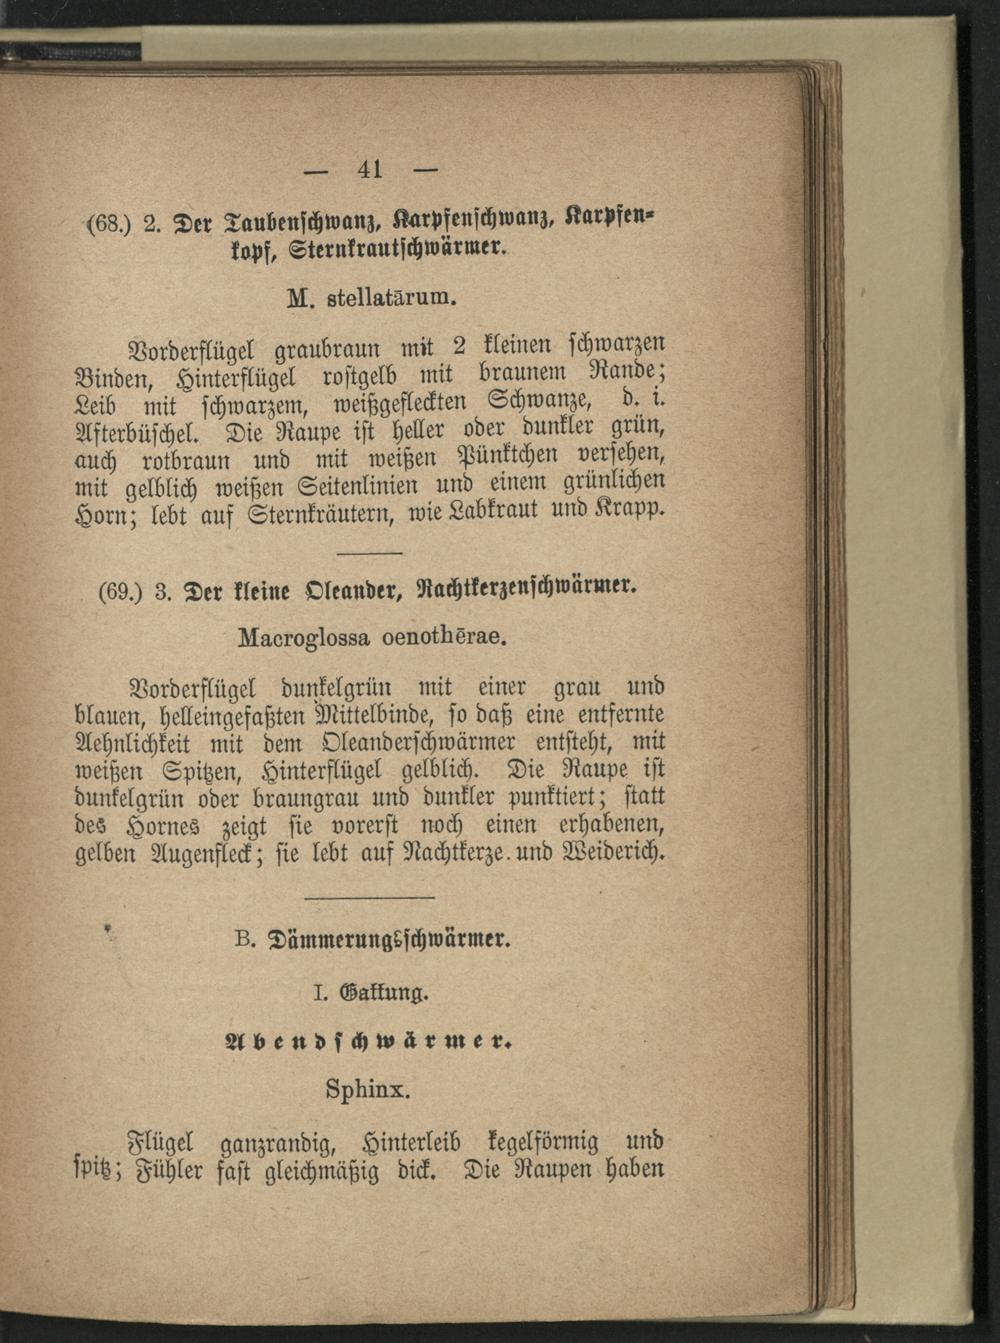 — 41 —
(68.) 2. Der Taubenschwanz, Karpfenschwanz, Karpfen-
kopf, Sternkrautschwärmer.
M. stellatārum.
Vorderflügel graubraun mit 2 kleinen schwarzen
Binden, Hinterflügel rostgelb mit braunem Rande;
Leib mit schwarzem, weißgefleckten Schwanze, d. i.
Afterbüschel. Die Raupe ist heller oder dunkler grün,
auch rotbraun und mit weißen Pünktchen versehen,
mit gelblich weißen Seitenlinien und einem grünlichen
Horn; lebt auf Sternkräutern, wie Labkraut und Krapp.
(69.) 3. Der kleine Oleander, Nachtkerzenschwärmer.
Macroglossa oenothērae.
Vorderflügel dunkelgrün mit einer grau und
blauen, helleingefaßten Mittelbinde, so daß eine entfernte
Aehnlichkeit mit dem Oleanderschwärmer entsteht, mit
weißen Spitzen, Hinterflügel gelblich. Die Raupe ist
dunkelgrün oder braungrau und dunkler punktiert; statt
des Hornes zeigt sie vorerst noch einen erhabenen,
gelben Augenfleck; sie lebt auf Nachtkerze. und Weiderich.
B. Dämmerungsschwärmer.
I. Gattung.
Abendschwärmer.
Sphinx.
Flügel ganzrandig, Hinterleib kegelförmig und
spitz; Fühler fast gleichmäßig dick. Die Raupen haben